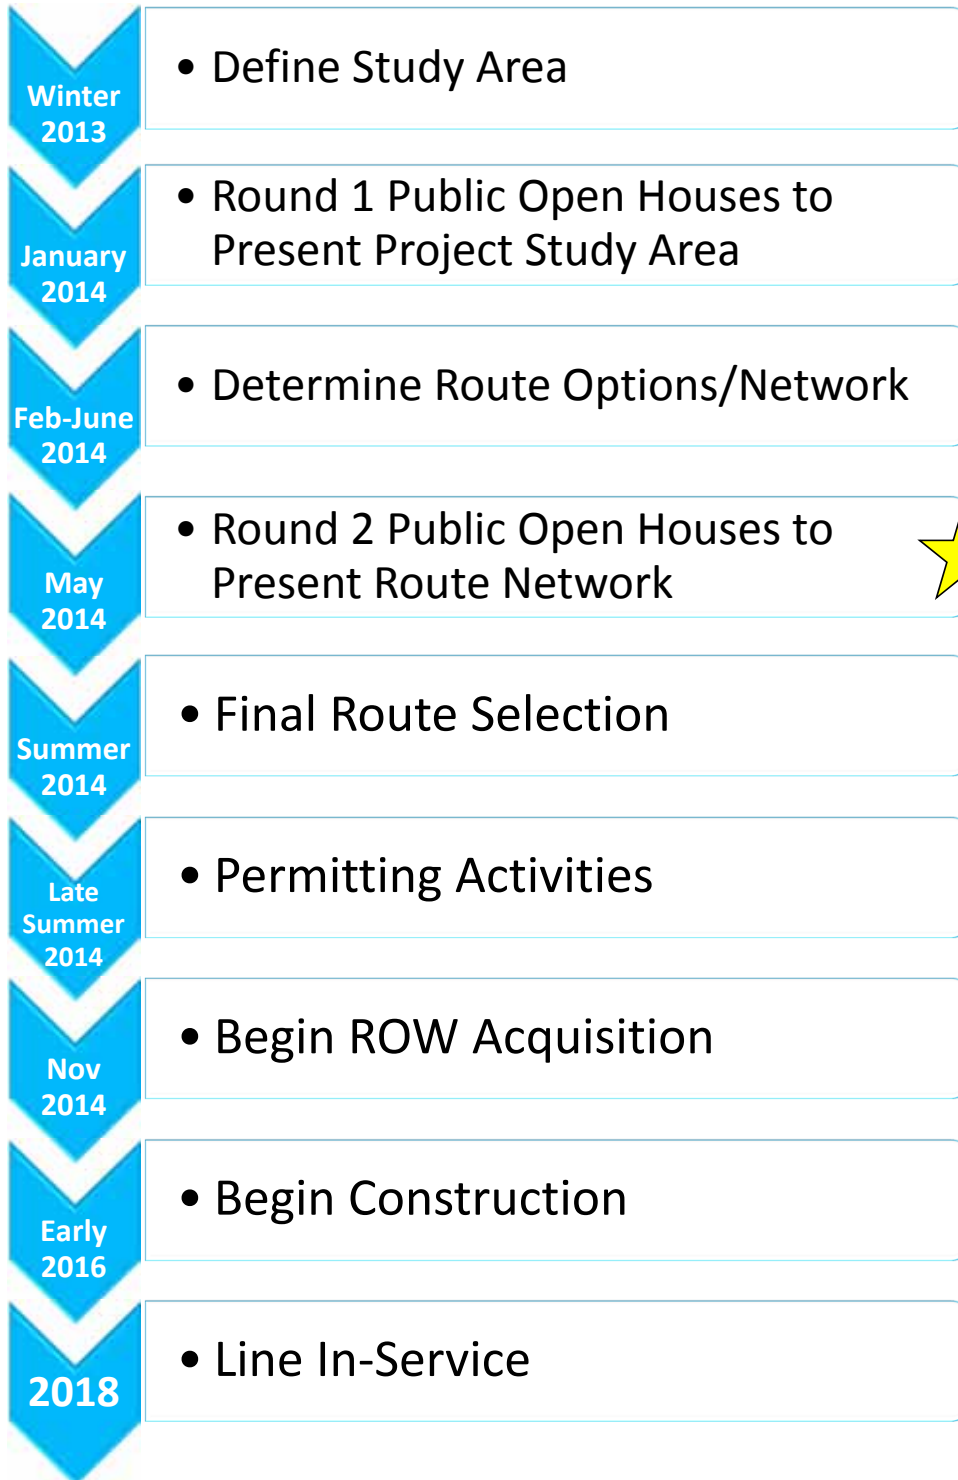 Winter
2013
• Define Study Area
January
2014
• Round 1 Public Open Houses to
Present Project Study Area
Feb-June
2014
• Determine Route Options/Network
May
2014
• Round 2 Public Open Houses to
Present Route Network
Summer
2014
• Final Route Selection
Late
Summer
2014
• Permitting Activities
Nov
2014
• Begin ROW Acquisition
Early
2016
• Begin Construction
2018
• Line In-Service